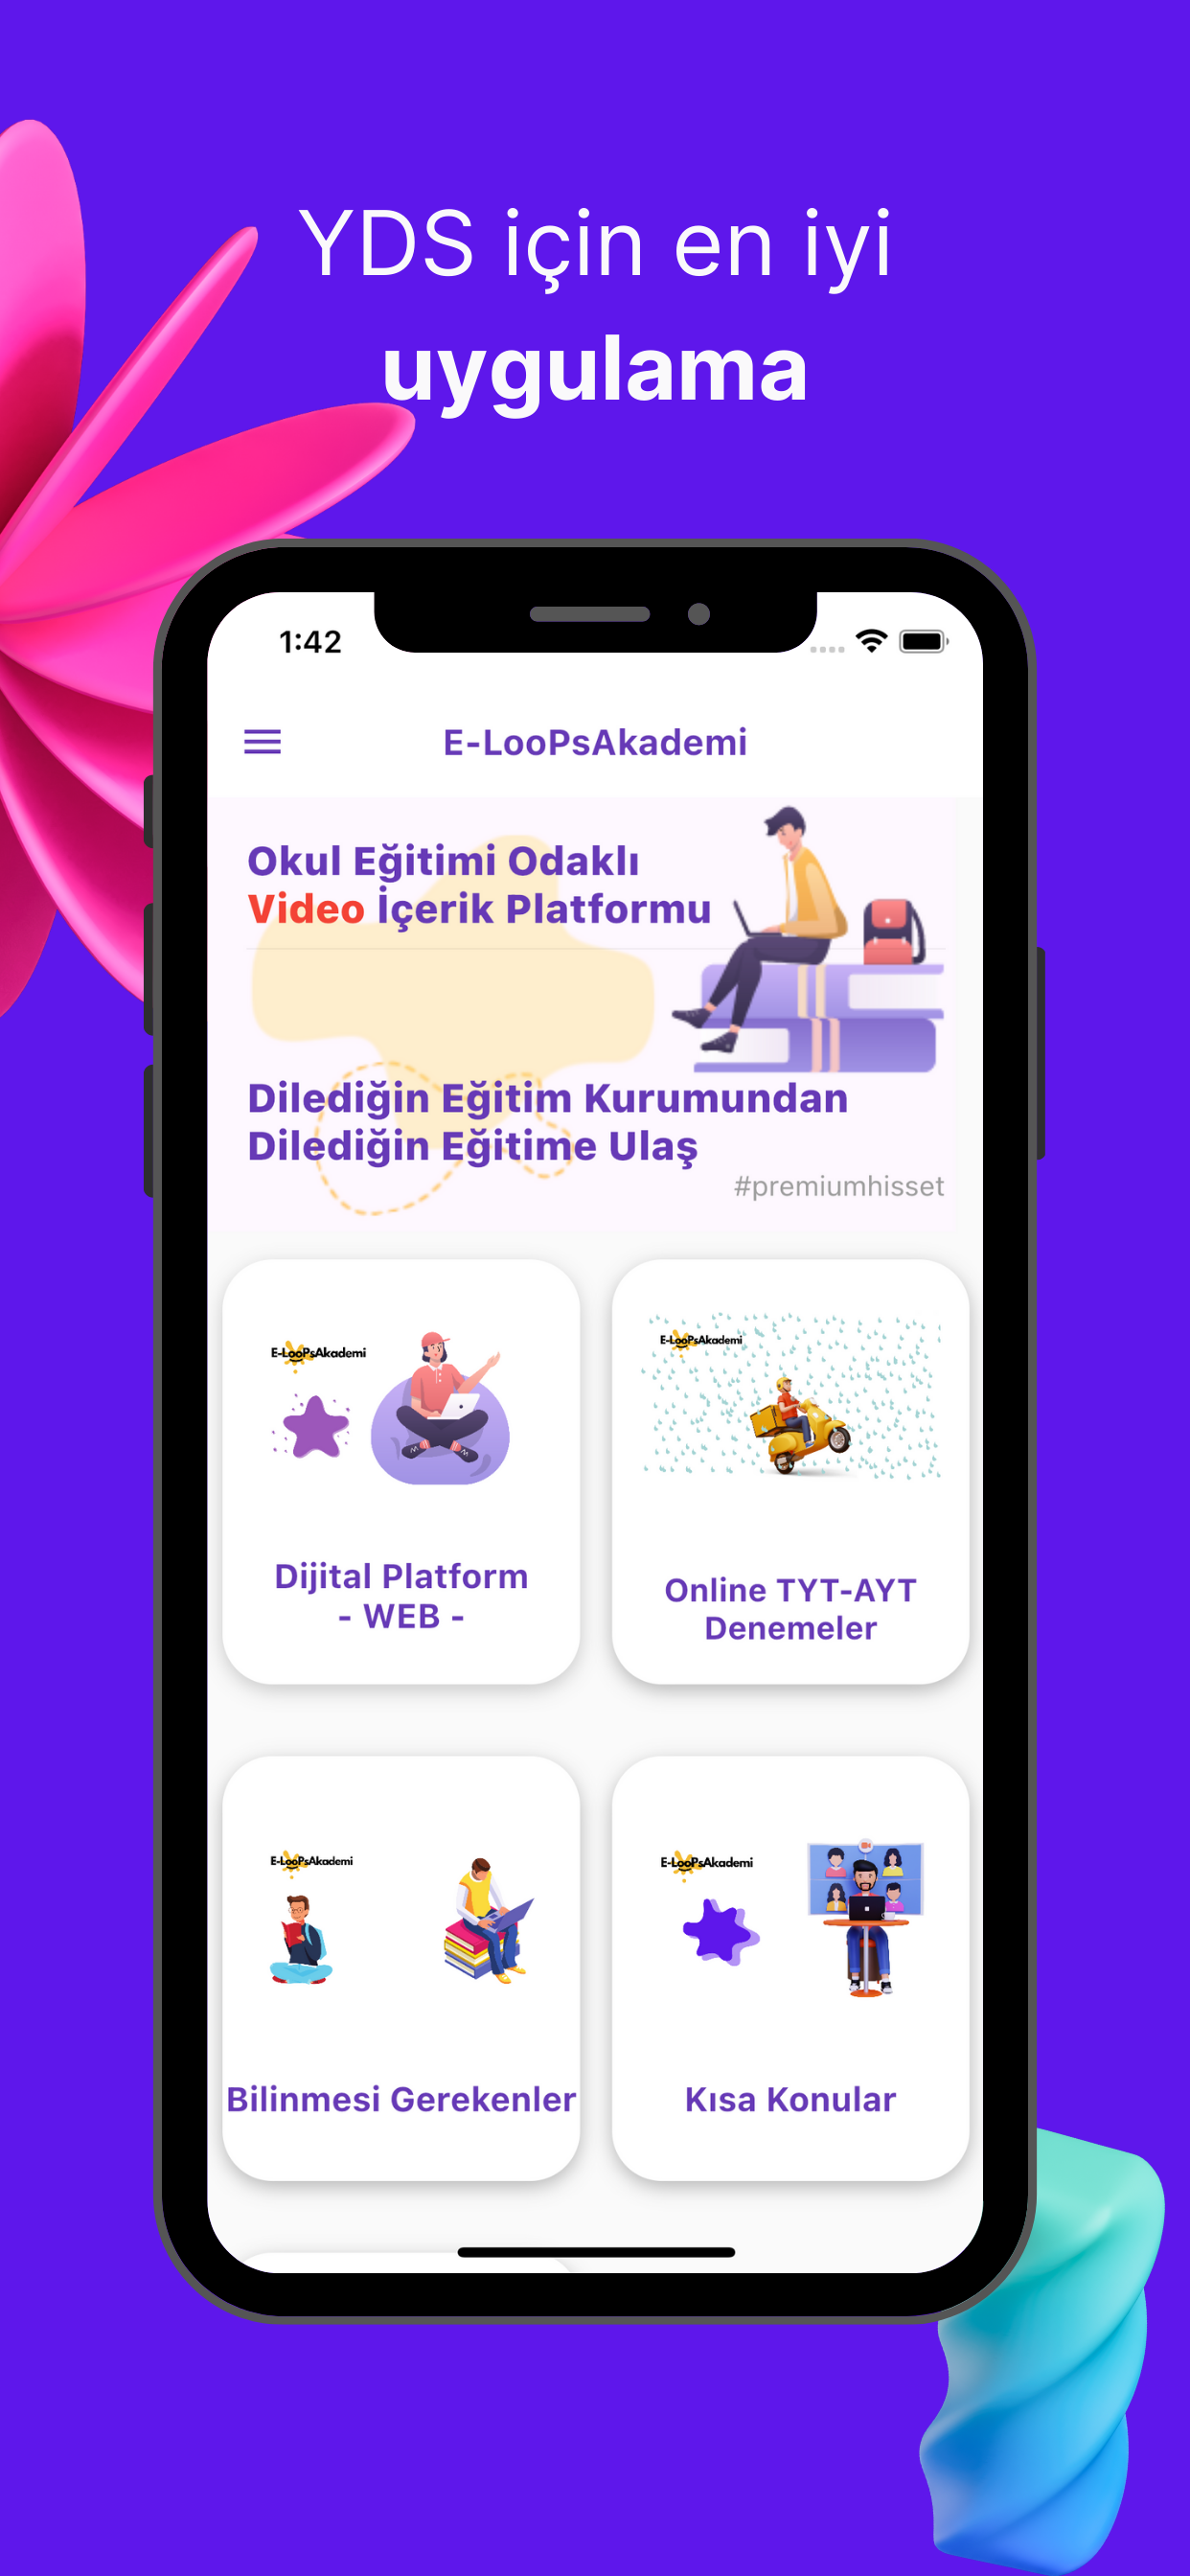 YDS için en iyi
uygulama
1:42
E-LooPsAkademi
Okul Eğitimi Odaklı
Video İçerik Platformu
Dilediğin Eğitim Kurumundan
Dilediğin Eğitime Ulaş
#premiumhisset
E-LooPsAkademi
Dijital Platform
- WEB -
E-LooPsAkademi
Online TYT-AYT
Denemeler
E-LooPsAkademi
Bilinmesi Gerekenler
E-LooPsAkademi
Kısa Konular